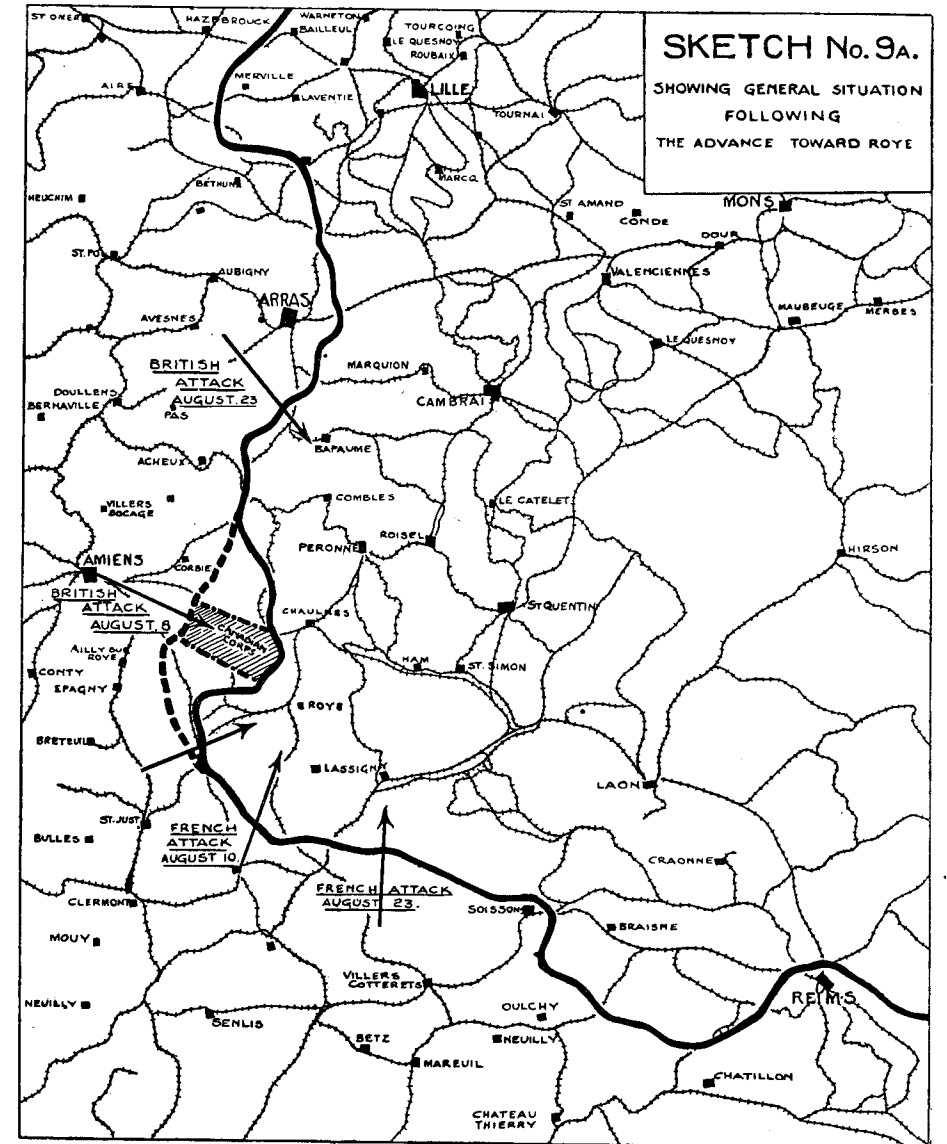 SKETCH No. 9A.
SHOWING GENERAL SITUATION
FOLLOWING
THE ADVANCE TOWARD ROYE
ST OMER
HAZEBROUCK
WARNETON
BAILLEUL
TOURCOING
LE QUESNOY
ROUBAIX
MERVILLE
AIRE
LAVENTIE
LILLE
TOURNAI
BETHUNE
MARCQ
HEUCHIM
ST AMAND
CONDE
MONS
DOUR
ST. POL
AUBIGNY
VALENCIENNES
ARRAS
AVESNES
MAUBEUGE
MERBES
LE QUESNOY
BRITISH
ATTACK
AUGUST. 23
MARQUION
CAMBRAI
DOULLENS
BERNAVILLE
PAS
BAPAUME
ACHEUX
VILLERS
BOCAGE
COMBLES
LE CATELET
PERONNE
ROISEL
HIRSON
AMIENS
CORBIE
BRITISH
ATTACK
AUGUST. 8
CHAULNES
ST QUENTIN
CANADIAN
CORPS
AILLY DU
ROYE
CONTY
EPAGNY
HAM
ST. SIMON
ROYE
BRETEUIL
LASSIGNY
LAON
ST. JUST
BULLES
FRENCH
ATTACK
AUGUST 10.
CRAONNE
FRENCH ATTACK
AUGUST 23.
CLERMONT
SOISSON
BRAISME
MOUY
VILLERS
COTTERETS
REIMS
NEUILLY
SENLIS
OULCHY
NEUILLY
BETZ
MAREUIL
CHATILLON
CHATEAU
THIERRY